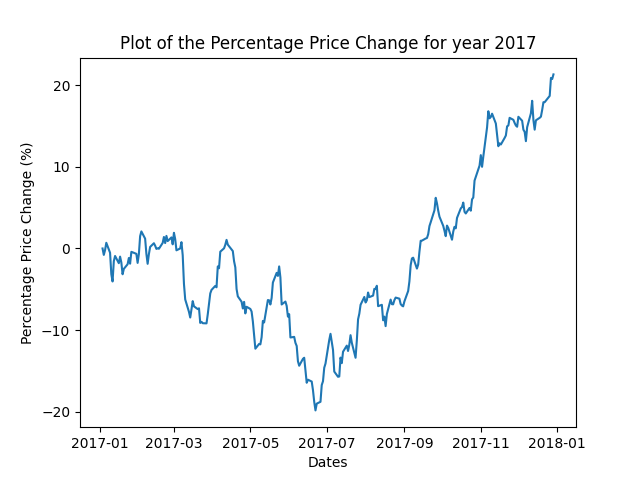 Plot of the Percentage Price Change for year 2017
Percentage Price Change (%)
20
10
0
−10
−20
2017-01 2017-03 2017-05 2017-07 2017-09 2017-11 2018-01
Dates